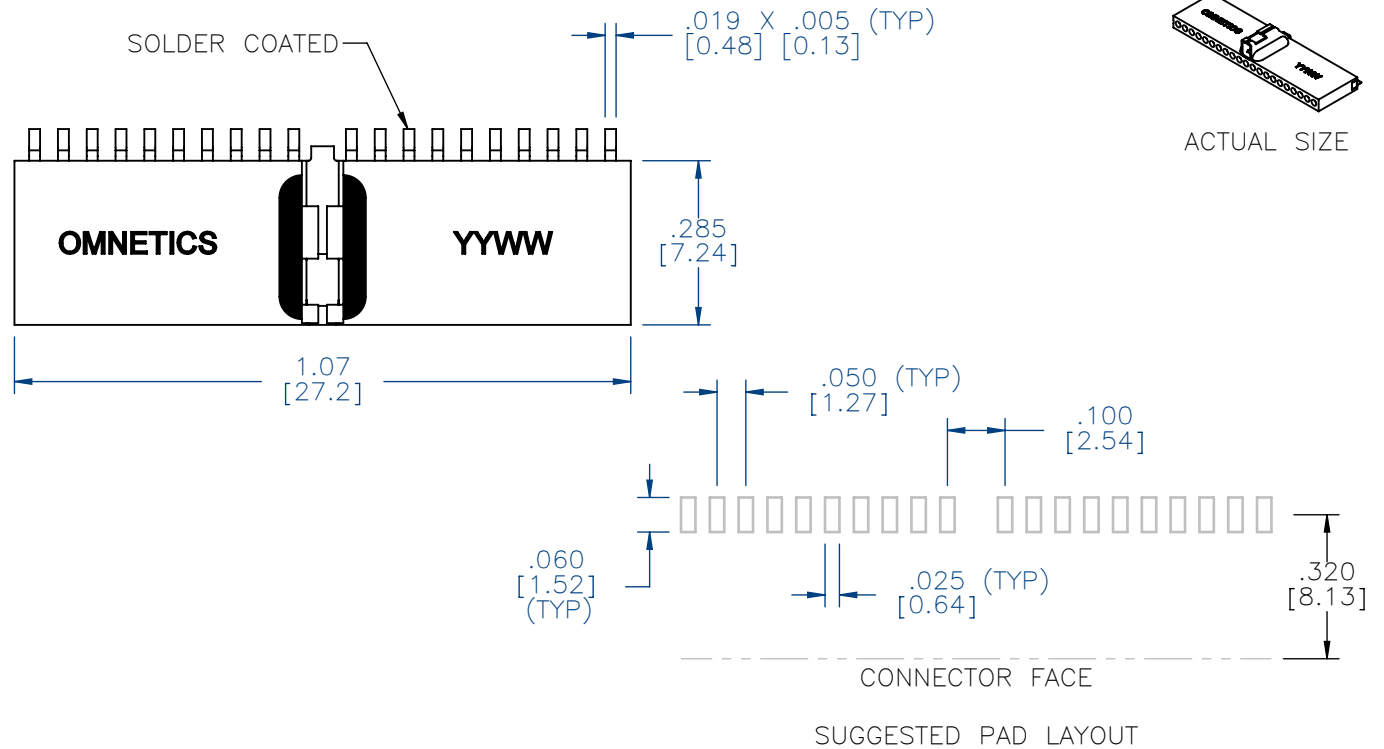 SOLDER COATED
.019 X .005 (TYP)
[0.48] [0.13]
OMNETICS
YYWW
ACTUAL SIZE
OMNETICS
YYWW
.285
[7.24]
1.07
[27.2]
.050 (TYP)
[1.27]
.100
[2.54]
.060
[1.52]
(TYP)
.025 (TYP)
[0.64]
.320
[8.13]
CONNECTOR FACE
SUGGESTED PAD LAYOUT